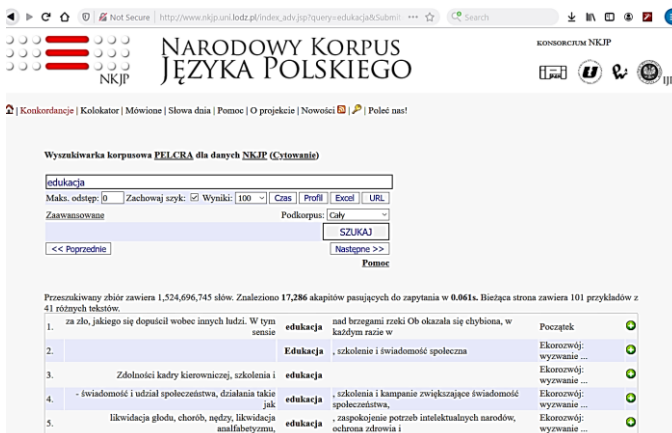 Not Secure | http://www.nkjp.uni.lodz.pl/index_adv.jsp?query=edukacja&Submit
Search
NARODOWY KORPUS
JĘZYKA POLSKIEGO
NKJP
KONSORCJUM NKJP
| Konkordancje | Kolokator | Mówione | Słowa dnia | Pomoc | O projekcie | Nowości | | Poleć nas!
Wyszukiwarka korpusowa PELCRA dla danych NKJP (Cytowanie)
edukacja
Maks. odstęp: 0 Zachowaj szyk: Wyniki: 100 Czas Profil Excel URL
Zaawansowane Podkorpus: Cały
SZUKAJ
<< Poprzednie Następne >>
Pomoc
Przeszukiwany zbiór zawiera 1,524,696,745 słów. Znaleziono 17,286 akapitów pasujących do zapytania w 0.061s. Bieżąca strona zawiera 101 przykładów z
41 różnych tekstów.
1. za zło, jakiego się dopuścił wobec innych ludzi. W tym sensie edukacja nad brzegami rzeki Ob okazała się chybiona, w każdym razie w Początek
2. Edukacja , szkolenie i świadomość społeczna Ekorozwój: wyzwanie ...
3. Zdolności kadry kierowniczej, szkolenia i edukacja Ekorozwój: wyzwanie ...
4. - świadomość i udział społeczeństwa, działania takie jak edukacja , szkolenia i kampanie zwiększające świadomość społeczeństwa, Ekorozwój: wyzwanie ...
5. likwidacja głodu, chorób, nędzy, likwidacja analfabetyzmu, edukacja , zaspokojenie potrzeb intelektualnych narodów, ochrona zdrowia i Ekorozwój: wyzwanie ...